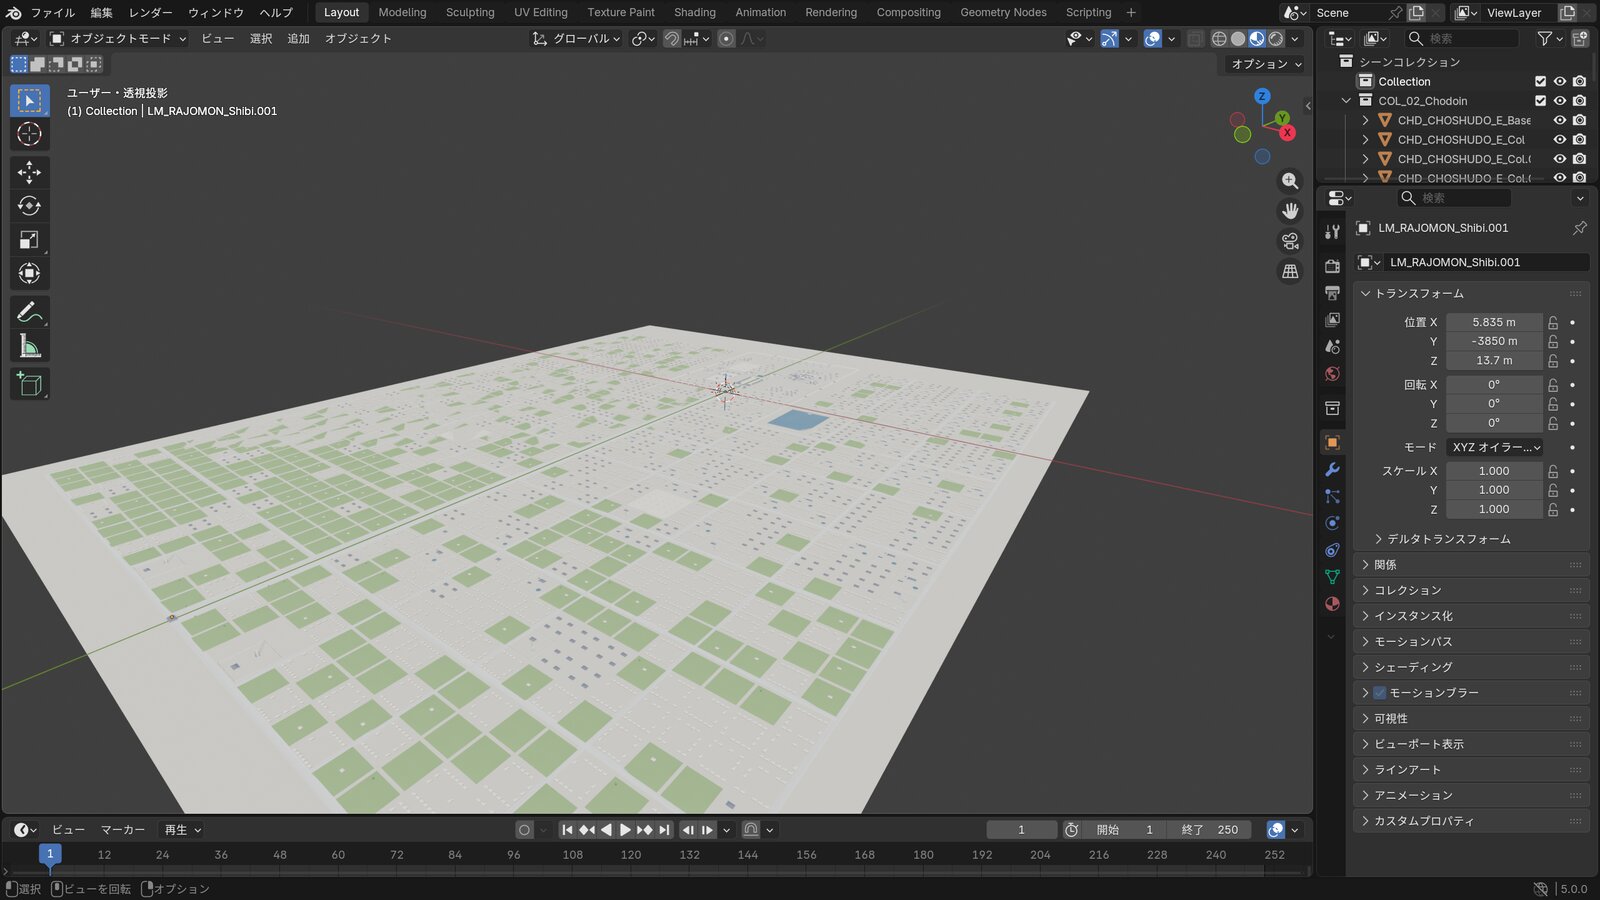 ファイル 編集 レンダー ウィンドウ ヘルプ Layout Modeling Sculpting UV Editing Texture Paint Shading Animation Rendering Compositing Geometry Nodes Scripting + Scene ViewLayer
オブジェクトモード ビュー 選択 追加 オブジェクト グローバル 検索
オプション
ユーザー・透視投影
(1) Collection | LM_RAJOMON_Shibi.001
Z
Y
X
シーンコレクション
Collection
COL_02_Chodoin
CHD_CHOSHUDO_E_Base
CHD_CHOSHUDO_E_Col
CHD_CHOSHUDO_E_Col.0
CHD_CHOSHUDO_E_Col.0
検索
LM_RAJOMON_Shibi.001
LM_RAJOMON_Shibi.001
トランスフォーム
位置 X 5.835 m
Y -3850 m
Z 13.7 m
回転 X 0°
Y 0°
Z 0°
モード XYZ オイラー...
スケール X 1.000
Y 1.000
Z 1.000
デルタトランスフォーム
関係
コレクション
インスタンス化
モーションパス
シェーディング
モーションブラー
可視性
ビューポート表示
ラインアート
アニメーション
カスタムプロパティ
ビュー マーカー 再生 1 開始 1 終了 250
1 12 24 36 48 60 72 84 96 108 120 132 144 156 168 180 192 204 216 228 240 252
選択 ビューを回転 オプション 5.0.0